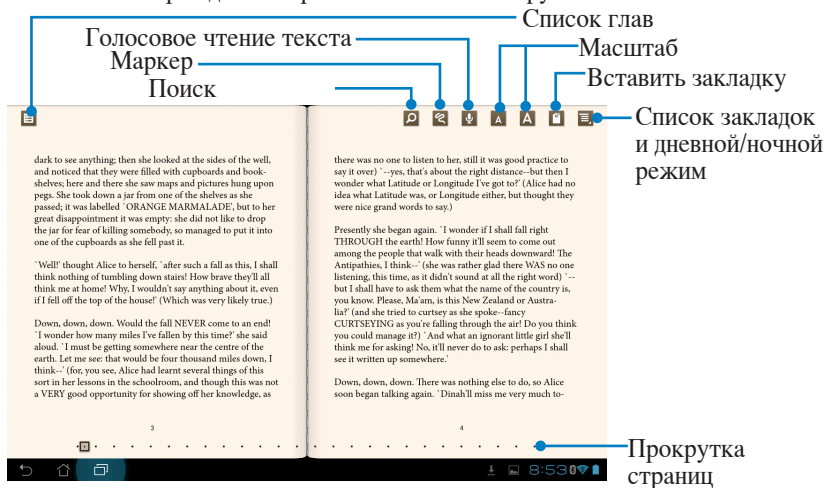 Список глав
Голосовое чтение текста
Масштаб
Маркер
Вставить закладку
Поиск
Список закладок
и дневной/ночной
режим
dark to see anything; then she looked at the sides of the well,
and noticed that they were filled with cupboards and book-
shelves; here and there she saw maps and pictures hung upon
pegs. She took down a jar from one of the shelves as she
passed; it was labelled `ORANGE MARMALADE', but to her
great disappointment it was empty: she did not like to drop
the jar for fear of killing somebody, so managed to put it into
one of the cupboards as she fell past it.
`Well!' thought Alice to herself, `after such a fall as this, I shall
think nothing of tumbling down stairs! How brave they'll all
think me at home! Why, I wouldn't say anything about it, even
if I fell off the top of the house!' (Which was very likely true.)
Down, down, down. Would the fall NEVER come to an end!
`I wonder how many miles I've fallen by this time?' she said
aloud. `I must be getting somewhere near the centre of the
earth. Let me see: that would be four thousand miles down, I
think--' (for, you see, Alice had learnt several things of this
sort in her lessons in the schoolroom, and though this was not
a VERY good opportunity for showing off her knowledge, as
3
there was no one to listen to her, still it was good practice to
say it over) `--yes, that's about the right distance--but then I
wonder what Latitude or Longitude I've got to?' (Alice had no
idea what Latitude was, or Longitude either, but thought they
were nice grand words to say.)
Presently she began again. `I wonder if I shall fall right
THROUGH the earth! How funny it'll seem to come out
among the people that walk with their heads downward! The
Antipathies, I think--' (she was rather glad there WAS no one
listening, this time, as it didn't sound at all the right word) `--
but I shall have to ask them what the name of the country is,
you know. Please, Ma'am, is this New Zealand or Austra-
lia?' (and she tried to curtsey as she spoke--fancy
CURTSEYING as you're falling through the air! Do you think
you could manage it?) `And what an ignorant little girl she'll
think me for asking! No, it'll never do to ask: perhaps I shall
see it written up somewhere.'
Down, down, down. There was nothing else to do, so Alice
soon began talking again. `Dinah'll miss me very much to-
4
Прокрутка
страниц
8:53